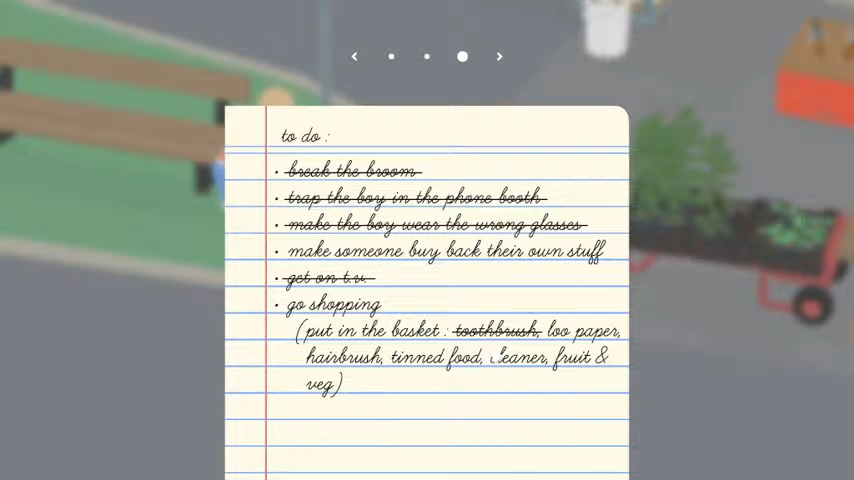 to do :
• break the broom
• trap the boy in the phone booth
• make the boy wear the wrong glasses
• make someone buy back their own stuff
• get on t.v.
• go shopping
(put in the basket : toothbrush, loo paper,
hairbrush, tinned food, cleaner, fruit &
veg)